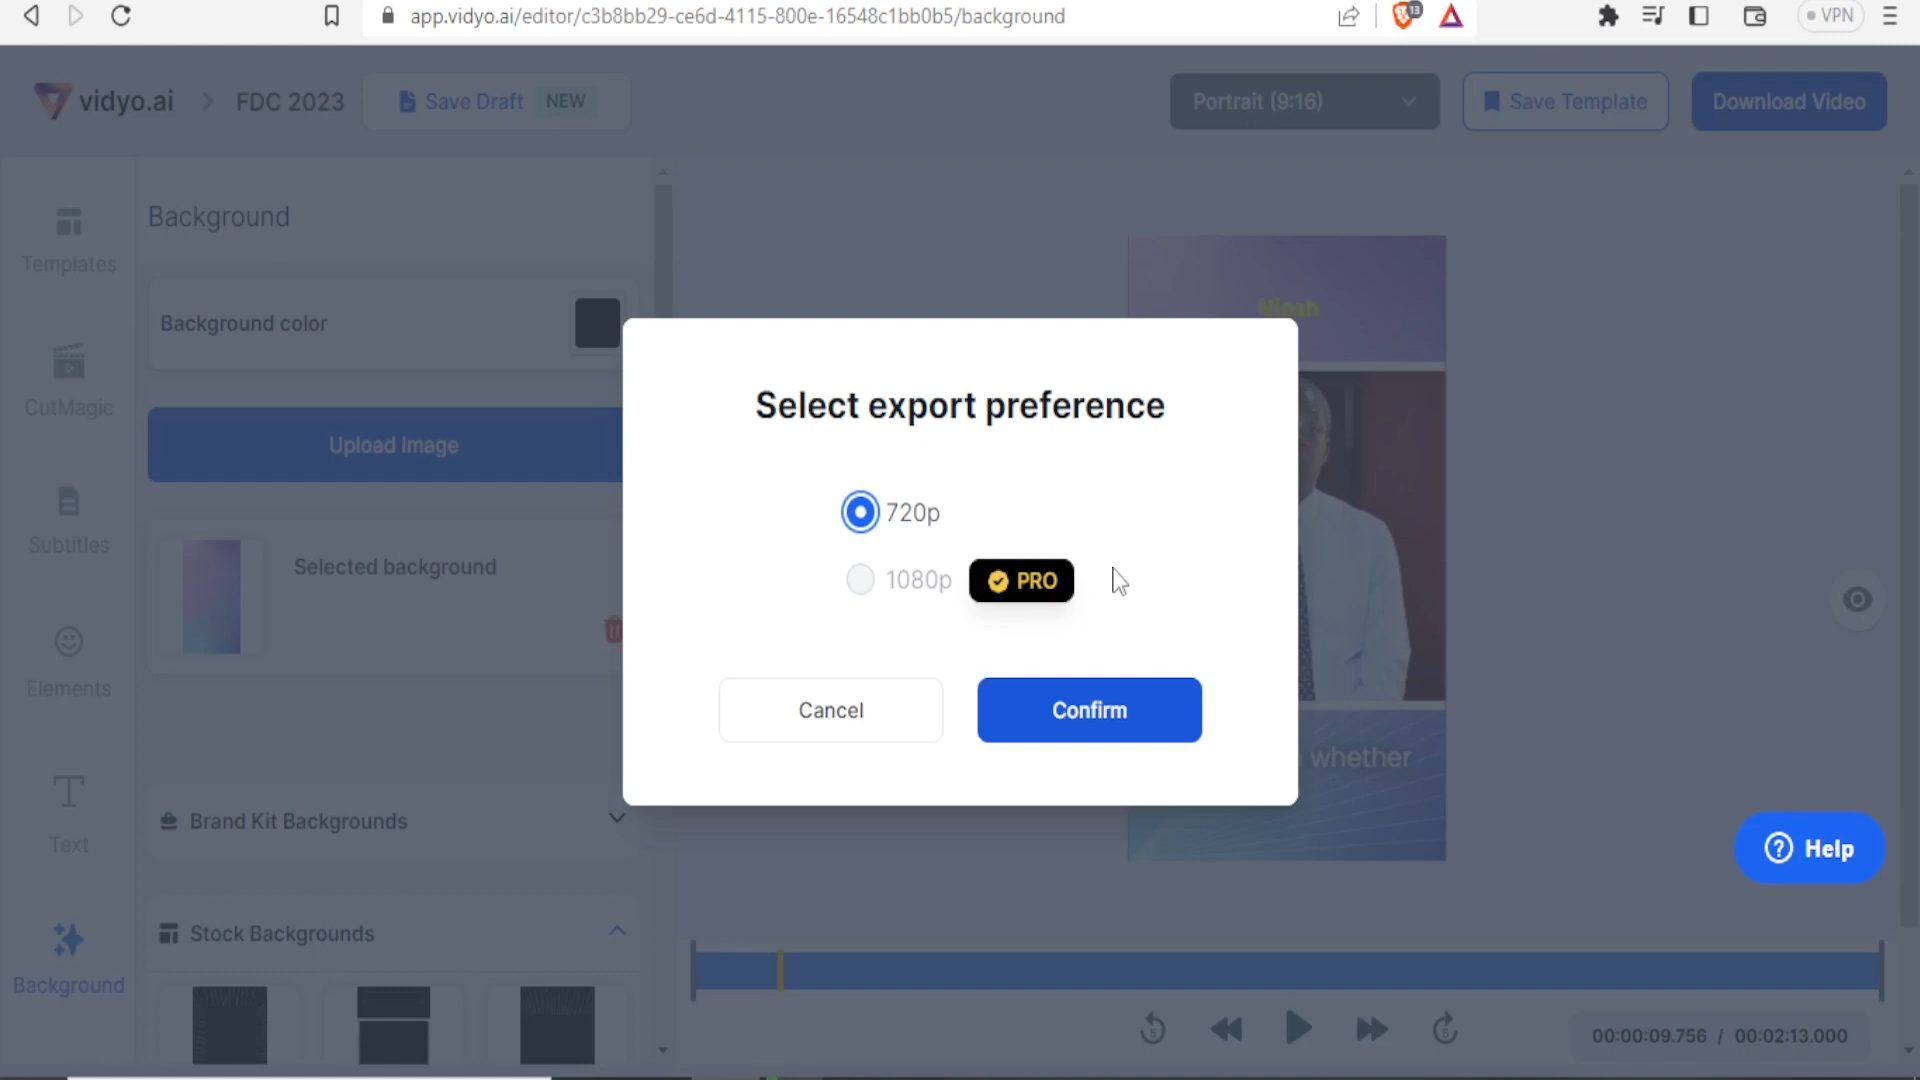 app.vidyo.ai/editor/c3b8bb29-ce6d-4115-800e-16548c1bb0b5/background
13
VPN
vidyo.ai > FDC 2023
Save Draft NEW
Portrait (9:16)
Save Template
Download Video
Templates
CutMagic
Subtitles
Elements
Text
Background
Background
Background color
Upload Image
Selected background
Brand Kit Backgrounds
Stock Backgrounds
Select export preference
720p
1080p PRO
Cancel
Confirm
whether
Help
5
5
00:00:09.756 / 00:02:13.000